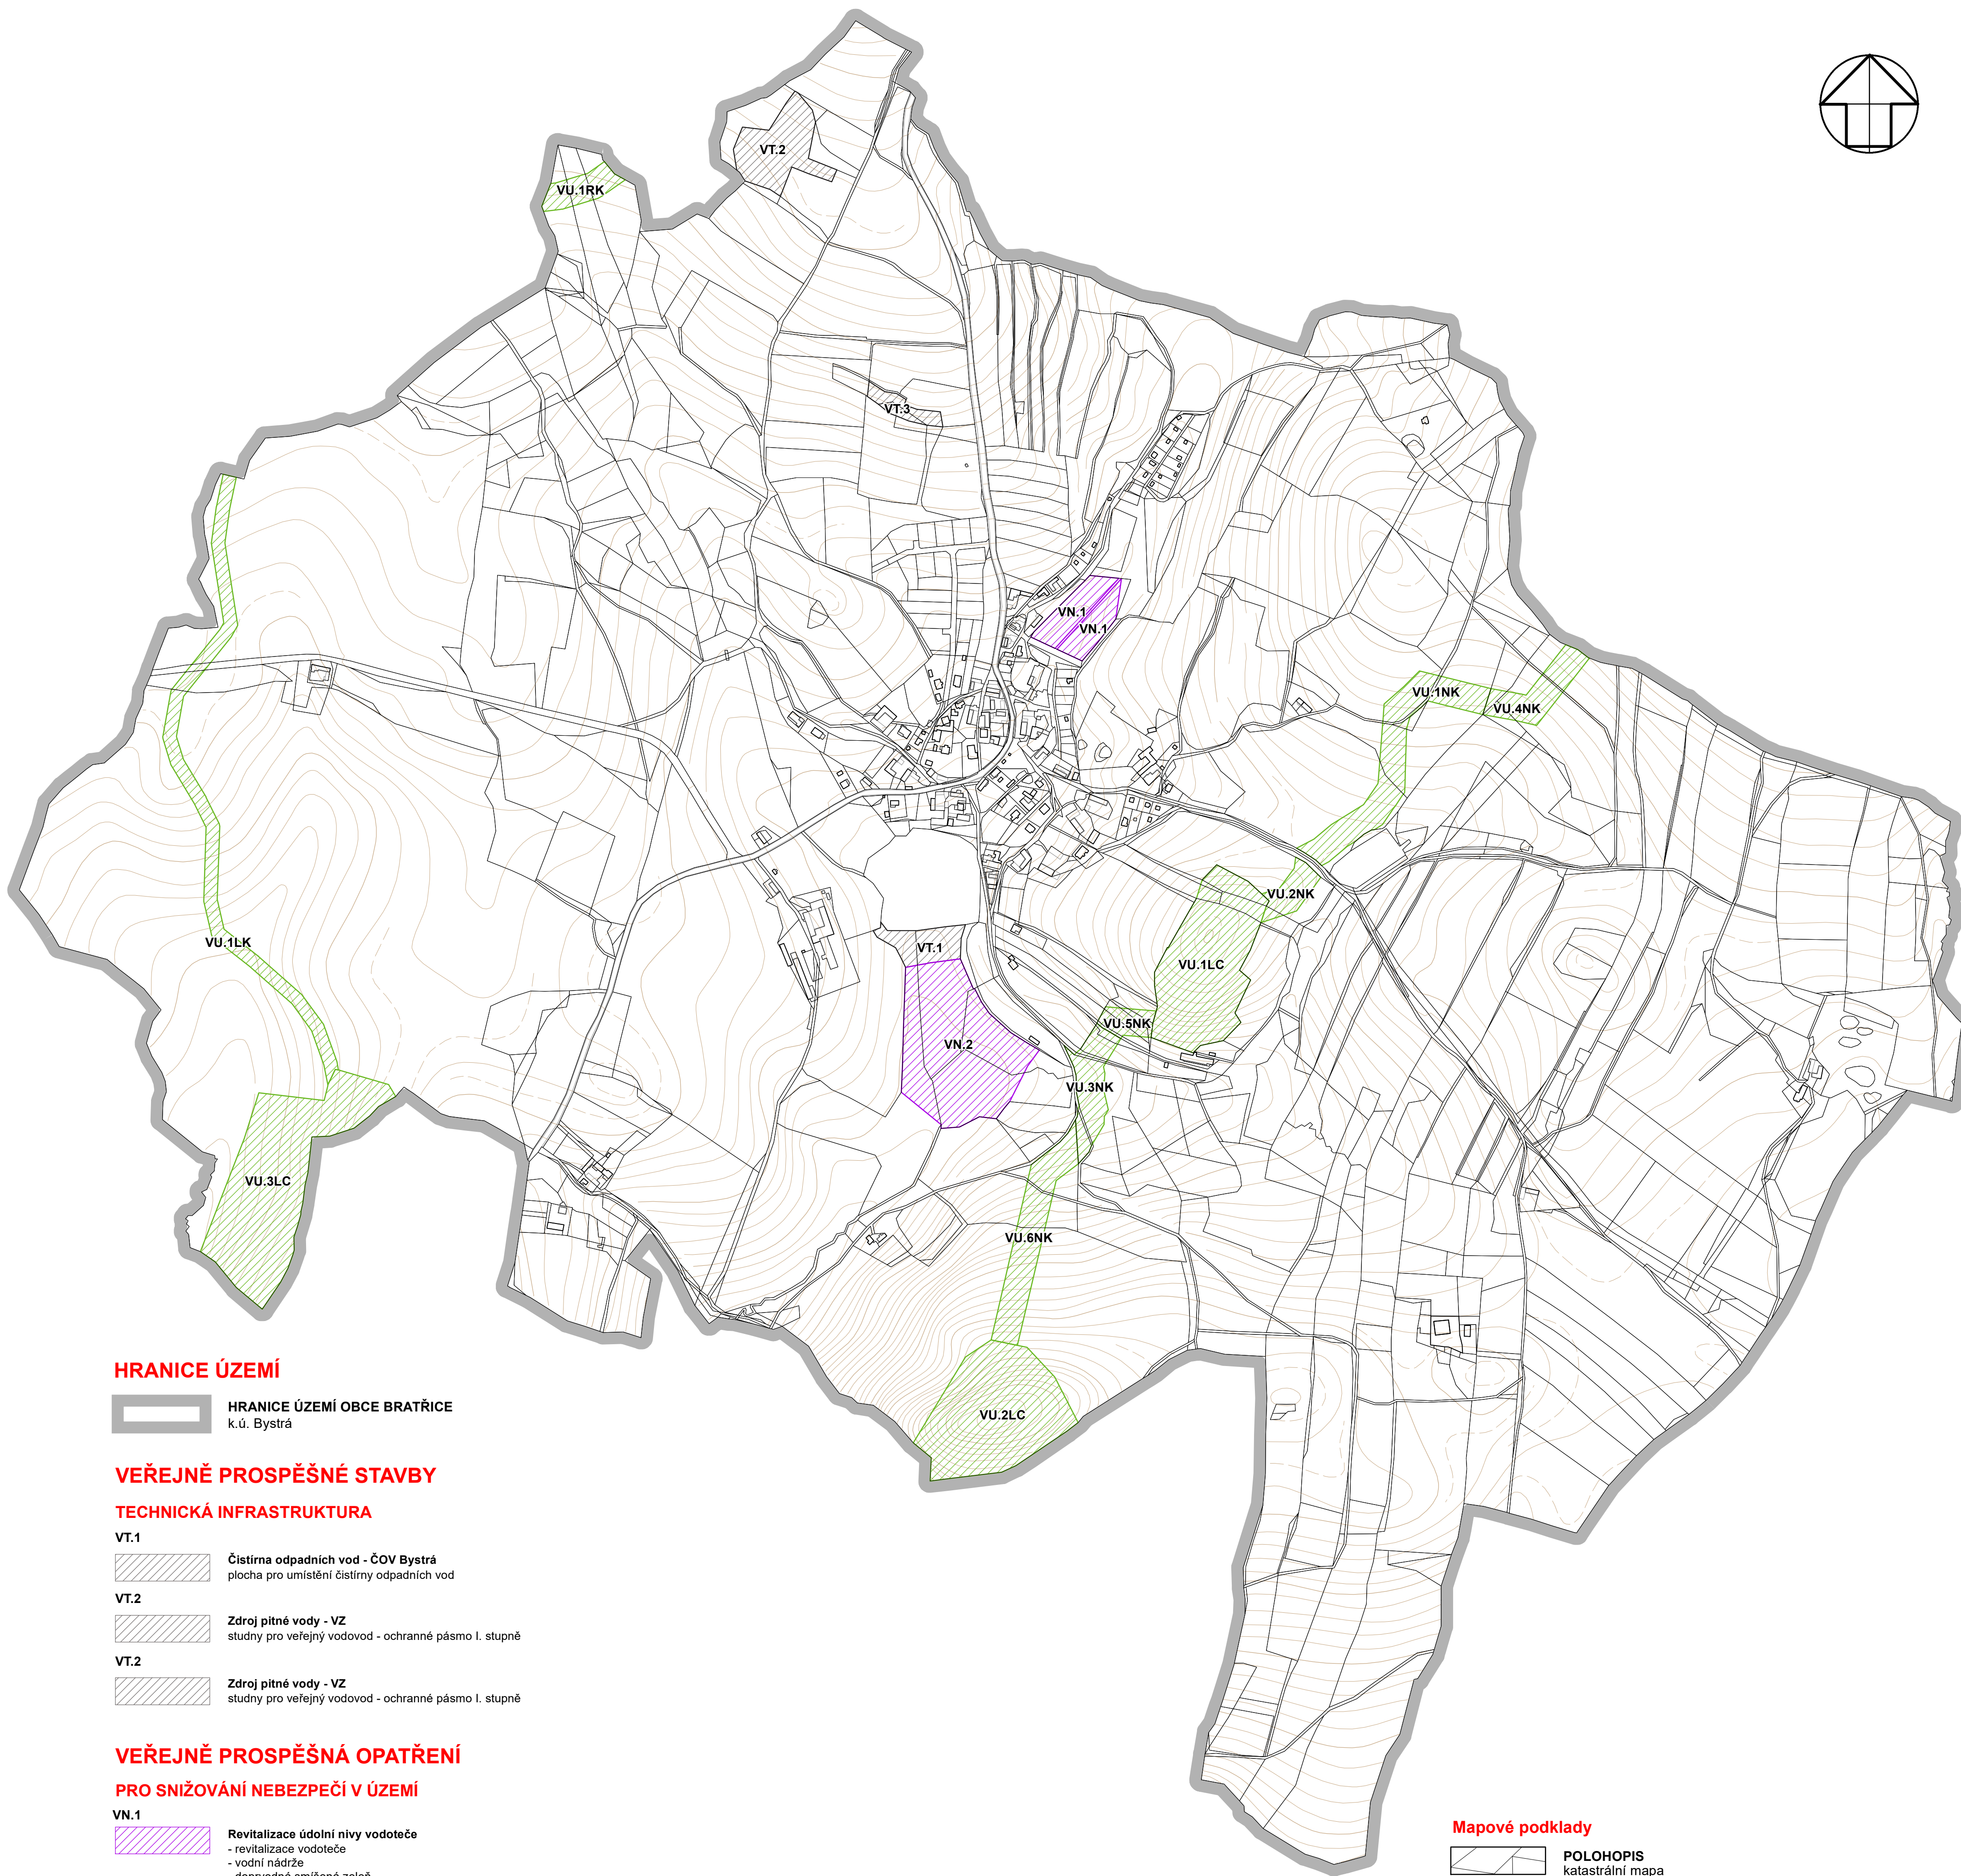 VT.2
VU.1RK
VT.3
VN.1
VN.1
VU.1NK
VU.4NK
VU.2NK
VU.1LK
VT.1
VU.1LC
VU.5NK
VN.2
VU.3NK
VU.3LC
VU.6NK
VU.2LC
HRANICE ÚZEMÍ
HRANICE ÚZEMÍ OBCE BRATŘICE
k.ú. Bystrá
VEŘEJNĚ PROSPĚŠNÉ STAVBY
TECHNICKÁ INFRASTRUKTURA
VT.1
Čistírna odpadních vod - ČOV Bystrá
plocha pro umístění čistírny odpadních vod
VT.2
Zdroj pitné vody - VZ
studny pro veřejný vodovod - ochranné pásmo I. stupně
VT.2
Zdroj pitné vody - VZ
studny pro veřejný vodovod - ochranné pásmo I. stupně
VEŘEJNĚ PROSPĚŠNÁ OPATŘENÍ
PRO SNIŽOVÁNÍ NEBEZPEČÍ V ÚZEMÍ
VN.1
Revitalizace údolní nivy vodoteče
- revitalizace vodoteče
- vodní nádrže
Mapové podklady
POLOHOPIS
katastrální mapa